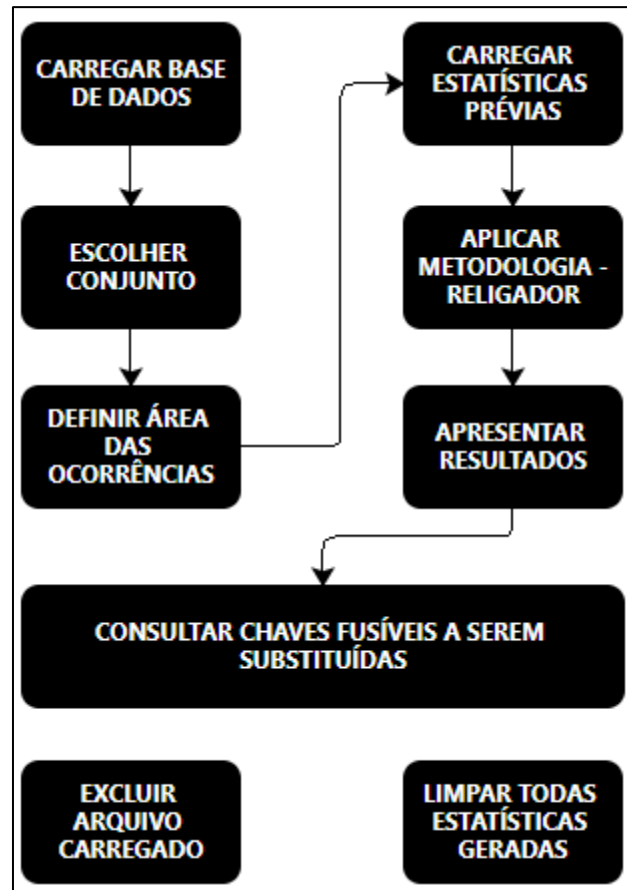 CARREGAR BASE
DE DADOS
ESCOLHER
CONJUNTO
DEFINIR ÁREA
DAS
OCORRÊNCIAS
CARREGAR
ESTATÍSTICAS
PRÉVIAS
APLICAR
METODOLOGIA -
RELIGADOR
APRESENTAR
RESULTADOS
CONSULTAR CHAVES FUSÍVEIS A SEREM
SUBSTITUÍDAS
EXCLUIR
ARQUIVO
CARREGADO
LIMPAR TODAS
ESTATÍSTICAS
GERADAS